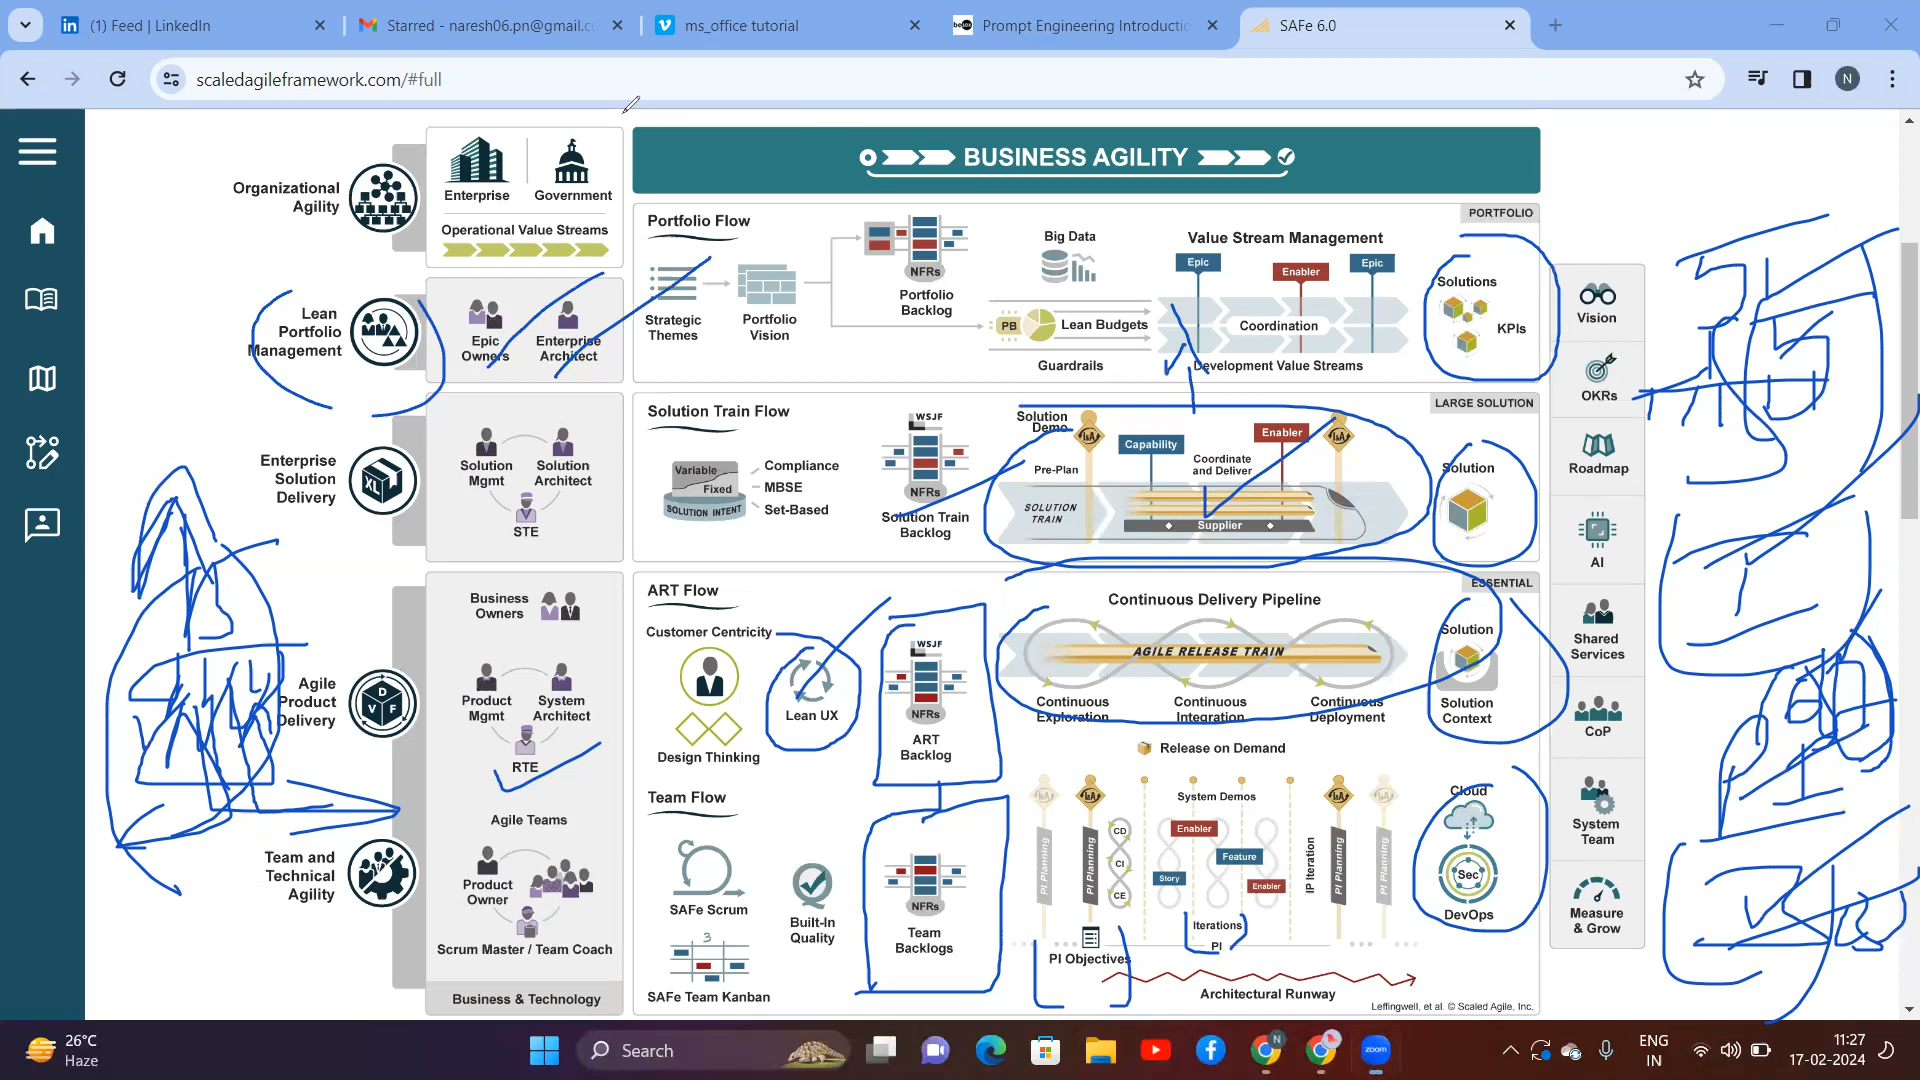 (1) Feed | LinkedIn
Starred - naresh06.pn@gmail.co
ms_office tutorial
Prompt Engineering Introductic
SAFe 6.0
scaledagileframework.com/#full
N
Organizational
Agility
Enterprise
Government
Operational Value Streams
BUSINESS AGILITY
PORTFOLIO
Portfolio Flow
Strategic
Themes
Portfolio
Vision
NFRs
Portfolio
Backlog
Big Data
PB
Lean Budgets
Guardrails
Value Stream Management
Epic
Enabler
Epic
Coordination
Development Value Streams
Solutions
KPIs
Lean
Portfolio
Management
Epic
Owners
Enterprise
Architect
LARGE SOLUTION
Solution Train Flow
Variable
Fixed
SOLUTION INTENT
Compliance
MBSE
Set-Based
WSJF
NFRs
Solution Train
Backlog
Solution
Demo
I&A
Pre-Plan
Capability
Enabler
I&A
Coordinate
and Deliver
SOLUTION
TRAIN
Supplier
Solution
Enterprise
Solution
Delivery
XL
Solution
Mgmt
Solution
Architect
STE
ESSENTIAL
ART Flow
Customer Centricity
Lean UX
Design Thinking
WSJF
NFRs
ART
Backlog
Continuous Delivery Pipeline
AGILE RELEASE TRAIN
Continuous
Exploration
Continuous
Integration
Continuous
Deployment
Release on Demand
Solution
Solution
Context
Agile
Product
Delivery
D
V
F
Business
Owners
Product
Mgmt
System
Architect
RTE
Agile Teams
Team Flow
SAFe Scrum
3
SAFe Team Kanban
Built-In
Quality
NFRs
Team
Backlogs
I&A
I&A
I&A
I&A
PI Planning
PI Planning
PI Planning
PI Planning
CD
CI
CE
System Demos
Enabler
Feature
Story
Enabler
IP Iteration
Iterations
PI
PI Objectives
Architectural Runway
Cloud
Sec
DevOps
Team and
Technical
Agility
Product
Owner
Scrum Master / Team Coach
Business & Technology
Leffingwell, et al. © Scaled Agile, Inc.
Vision
OKRs
Roadmap
AI
Shared
Services
CoP
System
Team
Measure
& Grow
26°C
Haze
Search
N
zoom
ENG
IN
11:27
17-02-2024